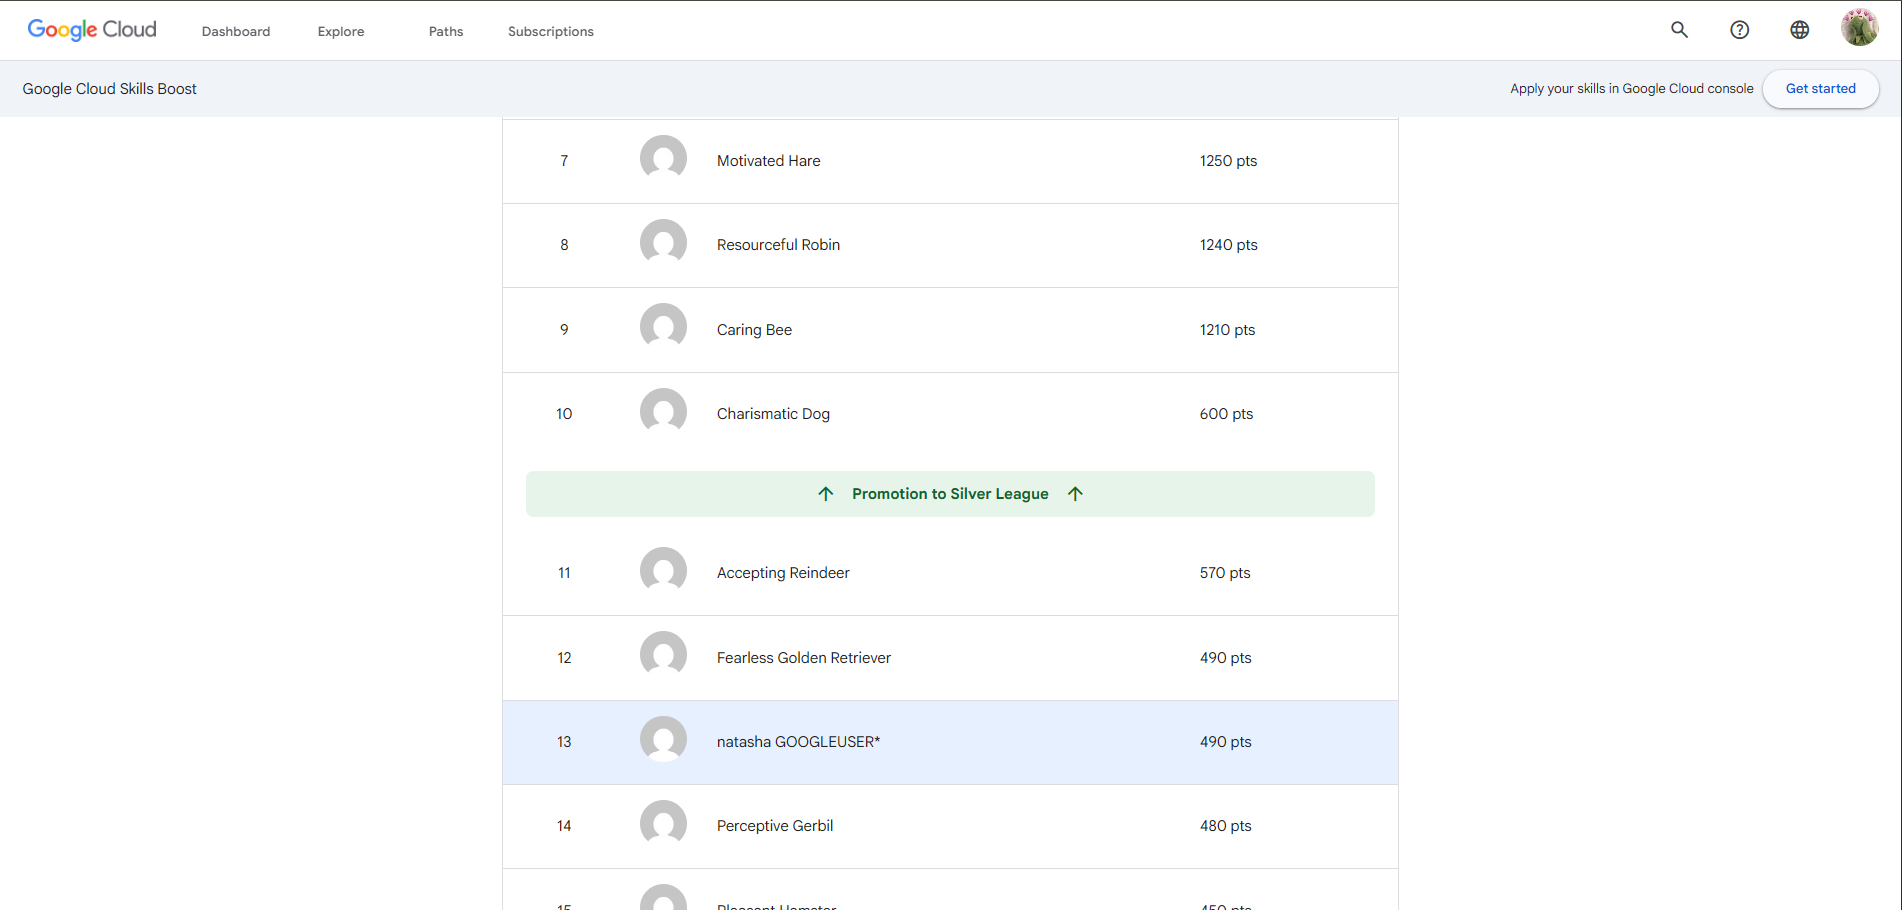 Google Cloud Dashboard Explore Paths Subscriptions
Google Cloud Skills Boost Apply your skills in Google Cloud console Get started
7 Motivated Hare 1250 pts
8 Resourceful Robin 1240 pts
9 Caring Bee 1210 pts
10 Charismatic Dog 600 pts
Promotion to Silver League
11 Accepting Reindeer 570 pts
12 Fearless Golden Retriever 490 pts
13 natasha GOOGLEUSER* 490 pts
14 Perceptive Gerbil 480 pts
15 Pleasant Hamster 450 pts